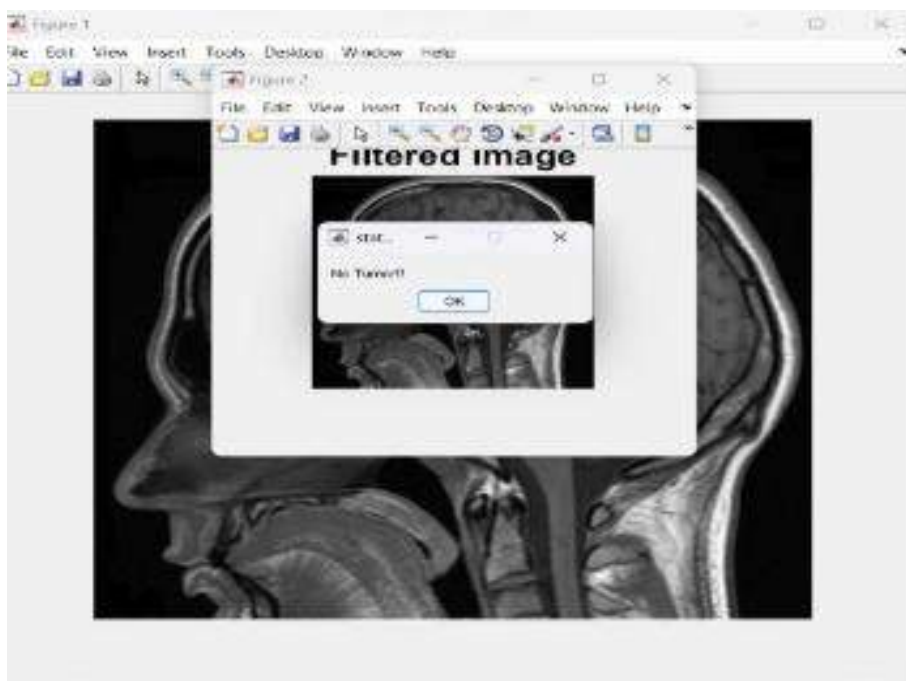 Figure 1
File Edit View Insert Tools Desktop Window Help
Figure 2
File Edit View Insert Tools Desktop Window Help
Filtered image
stat...
No Tumor!!
OK